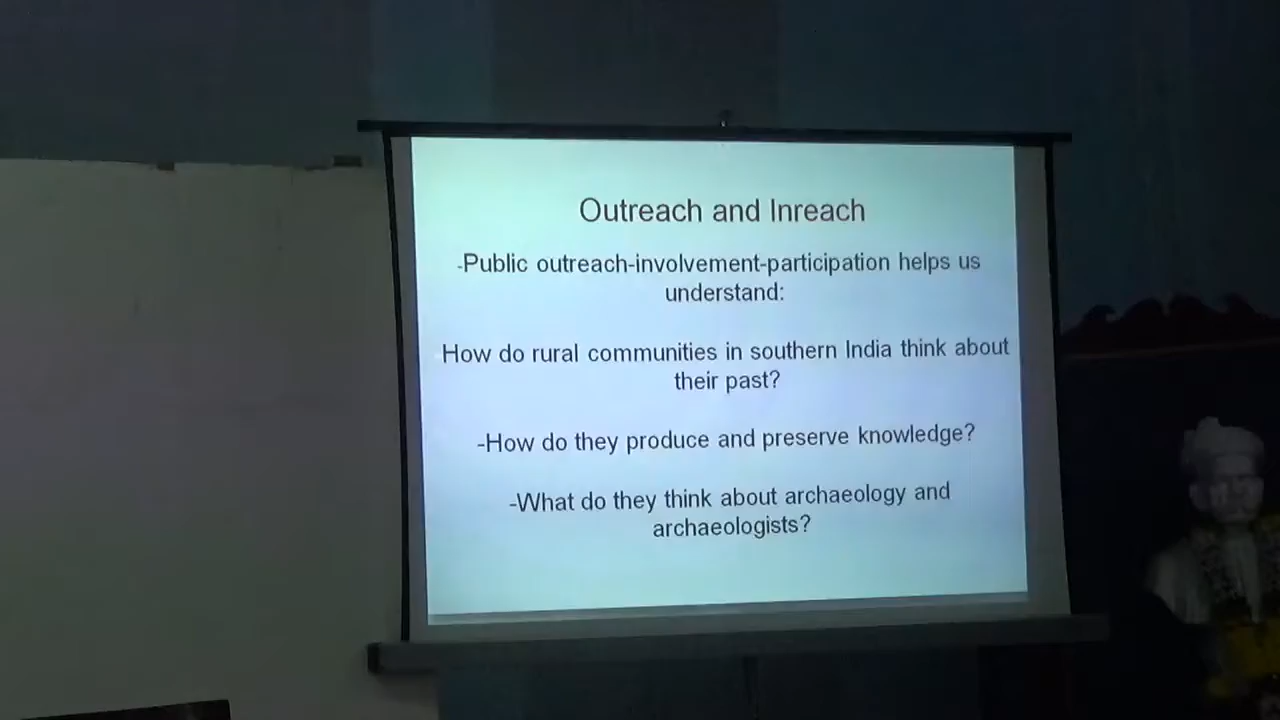 Outreach and Inreach
-Public outreach-involvement-participation helps us
understand:
How do rural communities in southern India think about
their past?
-How do they produce and preserve knowledge?
-What do they think about archaeology and
archaeologists?